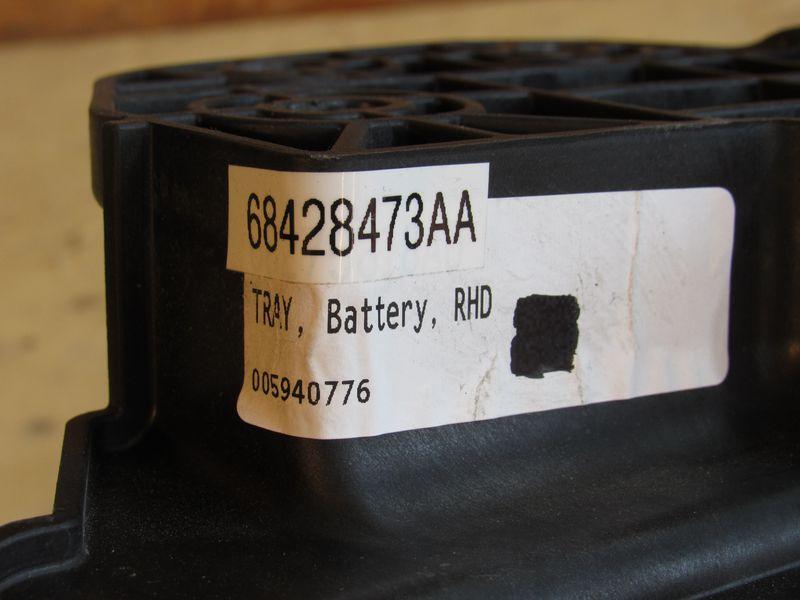 68428473AA
TRAY, Battery, RHD
005940776